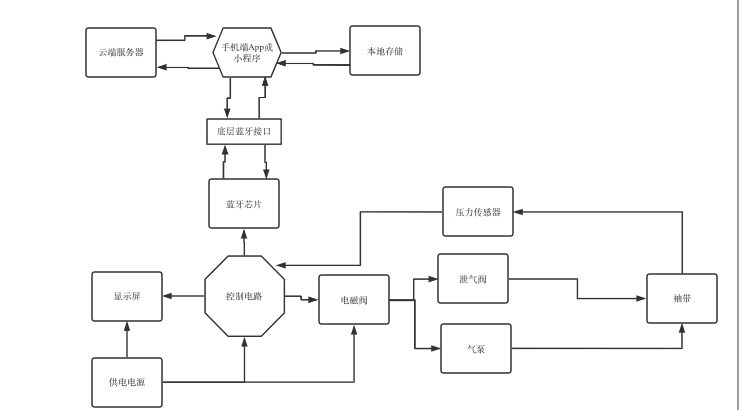 云端服务器
手机端App或
小程序
本地存储
底层蓝牙接口
蓝牙芯片
压力传感器
显示屏
控制电路
电磁阀
泄气阀
袖带
气泵
供电电源